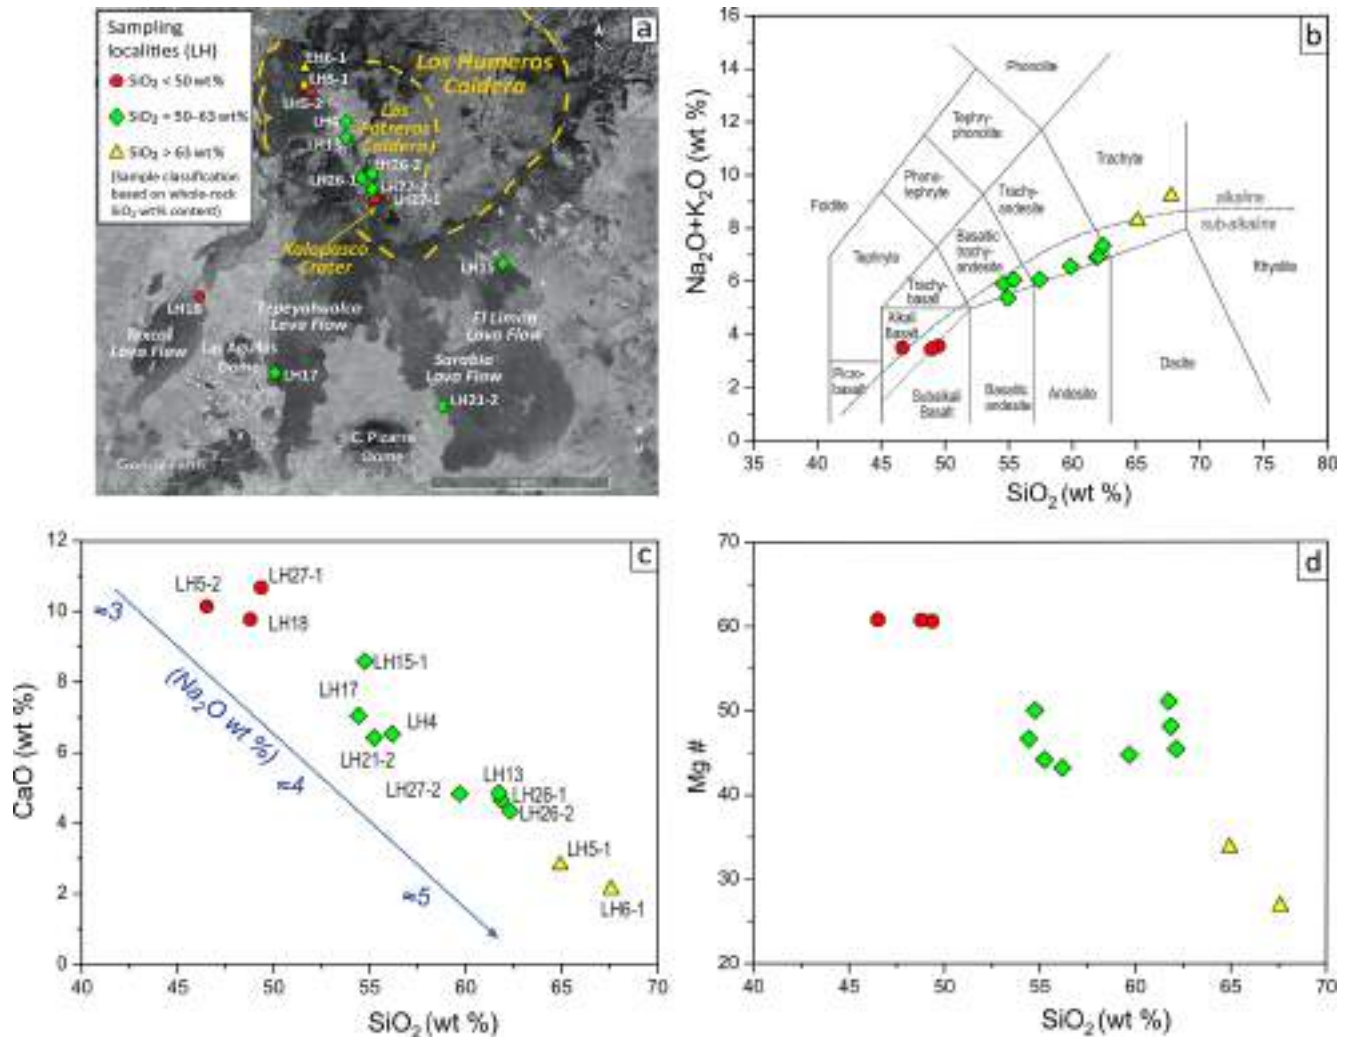 Sampling
localities (LH)
SiO₂ < 50 wt%
SiO₂ = 50–63 wt%
SiO₂ > 63 wt%
(Sample classification
based on whole-rock
SiO₂ wt% content)
a
LH6-1
LH5-1
LH5-2
LH4
LH13
LH26-2
LH26-1
LH27-2
LH27-1
Los Humeros
Caldera
Los
Potreros
Caldera
Xalapasco
Crater
LH15
LH18
Texcal
Lava Flow
Tepeyahualco
Lava Flow
El Limón
Lava Flow
Las Aguilas
Dome
LH17
Sarabia
Lava Flow
LH21-2
C. Pizarro
Dome
b
Na₂O+K₂O (wt %)
16
14
12
10
8
6
4
2
0
Phonolite
Tephry-
phonolite
Trachyte
Phono-
tephryte
Trachy-
andesite
Foidite
alkaline
sub-alkaline
Basaltic
trachy-
andesite
Tephryte
Rhyolite
Trachy-
basalt
Alkali
Basalt
Picro-
basalt
Subalkali
Basalt
Basaltic
andesite
Andesite
Dacite
35 40 45 50 55 60 65 70 75 80
SiO₂ (wt %)
c
CaO (wt %)
12
10
8
6
4
2
0
≈3
(Na₂O wt %)
≈4
≈5
LH5-2
LH27-1
LH18
LH15-1
LH17
LH4
LH21-2
LH27-2
LH13
LH26-1
LH26-2
LH5-1
LH6-1
40 45 50 55 60 65 70
SiO₂ (wt %)
d
Mg #
70
60
50
40
30
20
40 45 50 55 60 65 70
SiO₂ (wt %)